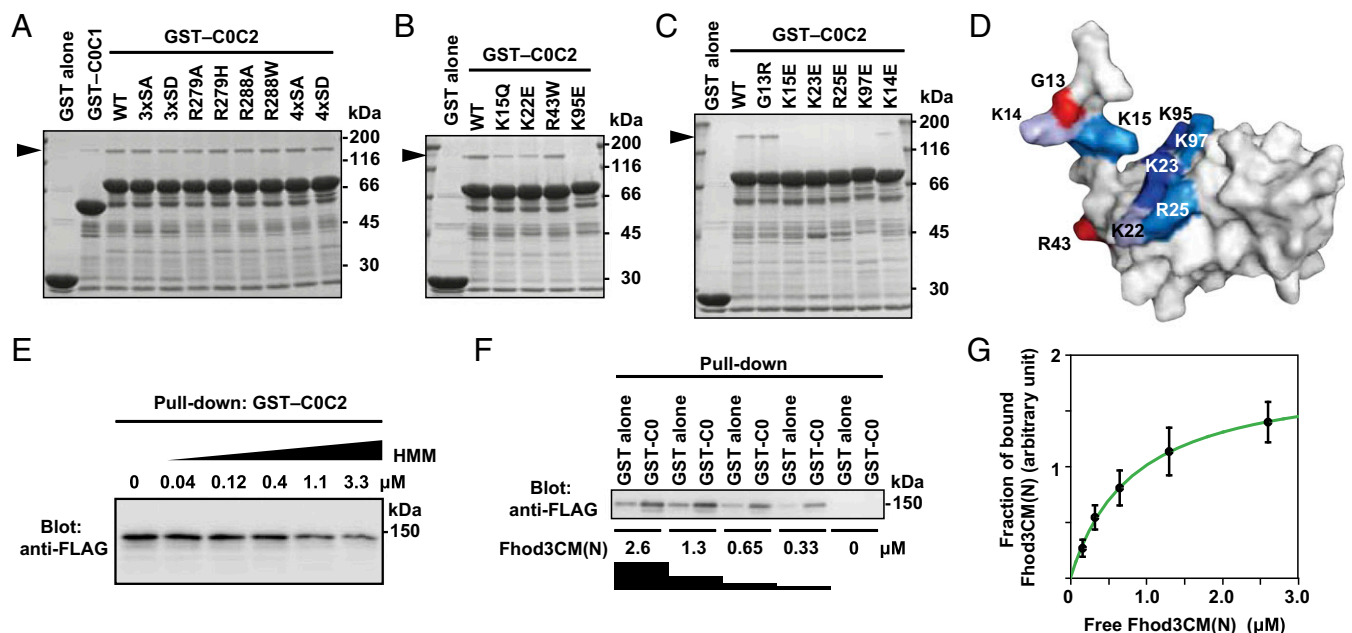 A
GST–C0C2
GST alone
GST–C0C1
WT
3xSA
3xSD
R279A
R279H
R288A
R288W
4xSA
4xSD
kDa
200
116
66
45
30
B
GST–C0C2
GST alone
WT
K15Q
K22E
R43W
K95E
kDa
200
116
66
45
30
C
GST–C0C2
GST alone
WT
G13R
K15E
K23E
R25E
K97E
K14E
kDa
200
116
66
45
30
D
G13
K14
K15
K95
K97
K23
R25
K22
R43
E
Pull-down: GST–C0C2
HMM
0 0.04 0.12 0.4 1.1 3.3 μM
kDa
Blot:
anti-FLAG
150
F
Pull-down
GST alone
GST-C0
GST alone
GST-C0
GST alone
GST-C0
GST alone
GST-C0
GST alone
GST-C0
kDa
Blot:
anti-FLAG
150
Fhod3CM(N) 2.6 1.3 0.65 0.33 0 μM
G
Fraction of bound
Fhod3CM(N) (arbitrary unit)
2
1
0
0 1.0 2.0 3.0
Free Fhod3CM(N) (μM)